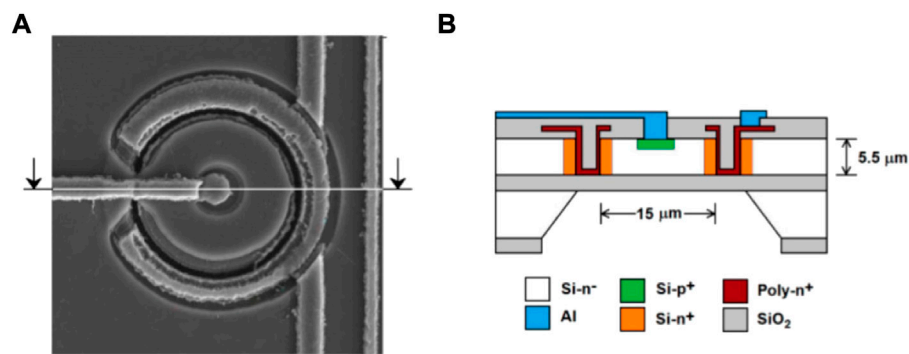 A
B
5.5 µm
15 µm
Si-n⁻
Si-p⁺
Poly-n⁺
Al
Si-n⁺
SiO₂